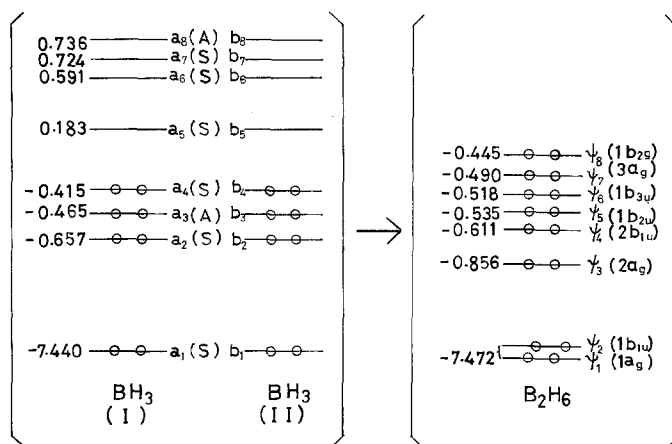 0.736 a₈(A) b₈
0.724 a₇(S) b₇
0.591 a₆(S) b₆
0.183 a₅(S) b₅
-0.415 a₄(S) b₄
-0.465 a₃(A) b₃
-0.657 a₂(S) b₂
-7.440 a₁(S) b₁
BH₃ BH₃
(I) (II)
-0.445 ψ₈(1b₂g)
-0.490 ψ₇(3ag)
-0.518 ψ₆(1b₃u)
-0.535 ψ₅(1b₂u)
-0.611 ψ₄(2b₁u)
-0.856 ψ₃(2ag)
ψ₂(1b₁u)
-7.472 ψ₁(1ag)
B₂H₆